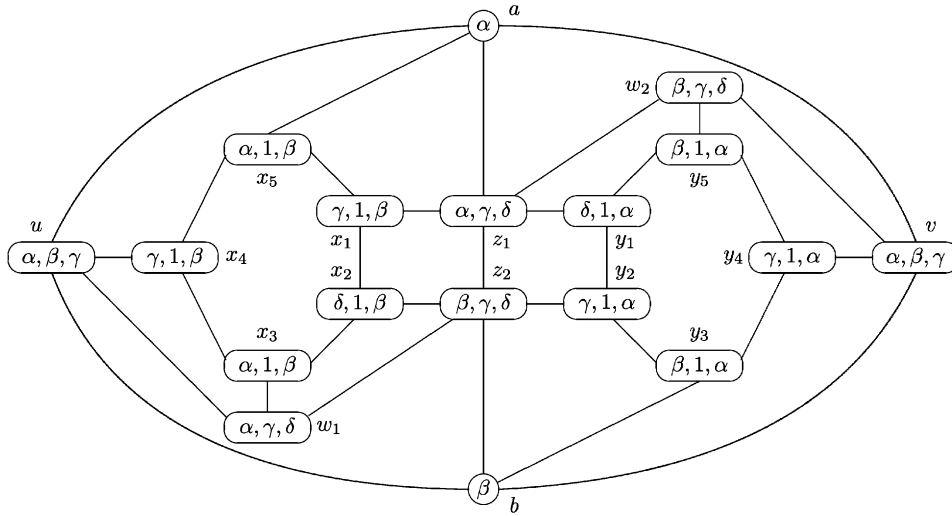 a
α
w₂ β, γ, δ
α, 1, β β, 1, α
x₅ y₅
u γ, 1, β α, γ, δ δ, 1, α v
x₁ z₁ y₁
α, β, γ γ, 1, β x₄ y₄ γ, 1, α α, β, γ
x₂ z₂ y₂
δ, 1, β β, γ, δ γ, 1, α
x₃ y₃
α, 1, β β, 1, α
α, γ, δ w₁
β
b